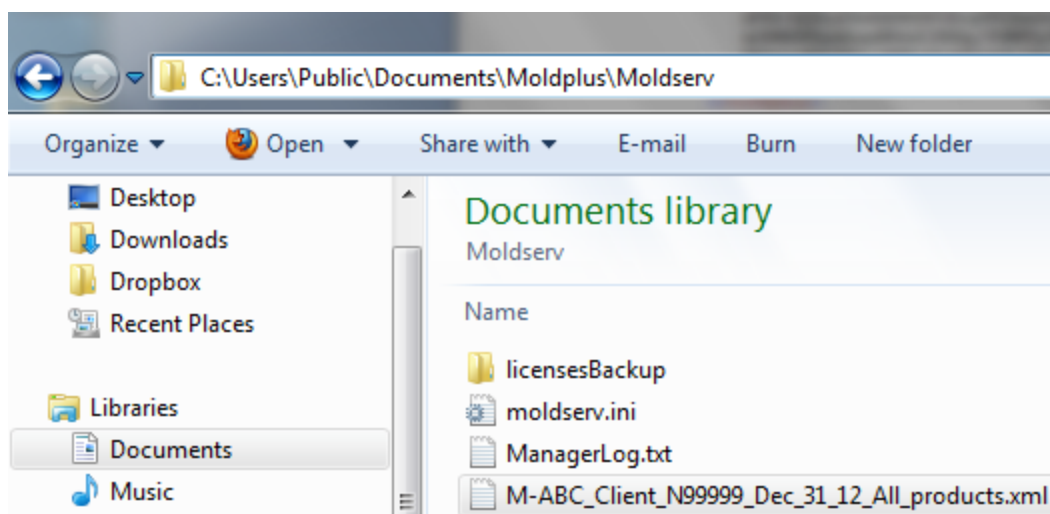 C:\Users\Public\Documents\Moldplus\Moldserv
Organize Open Share with E-mail Burn New folder
Desktop
Downloads
Dropbox
Recent Places
Libraries
Documents
Music
Documents library
Moldserv
Name
licensesBackup
moldserv.ini
ManagerLog.txt
M-ABC_Client_N99999_Dec_31_12_All_products.xml